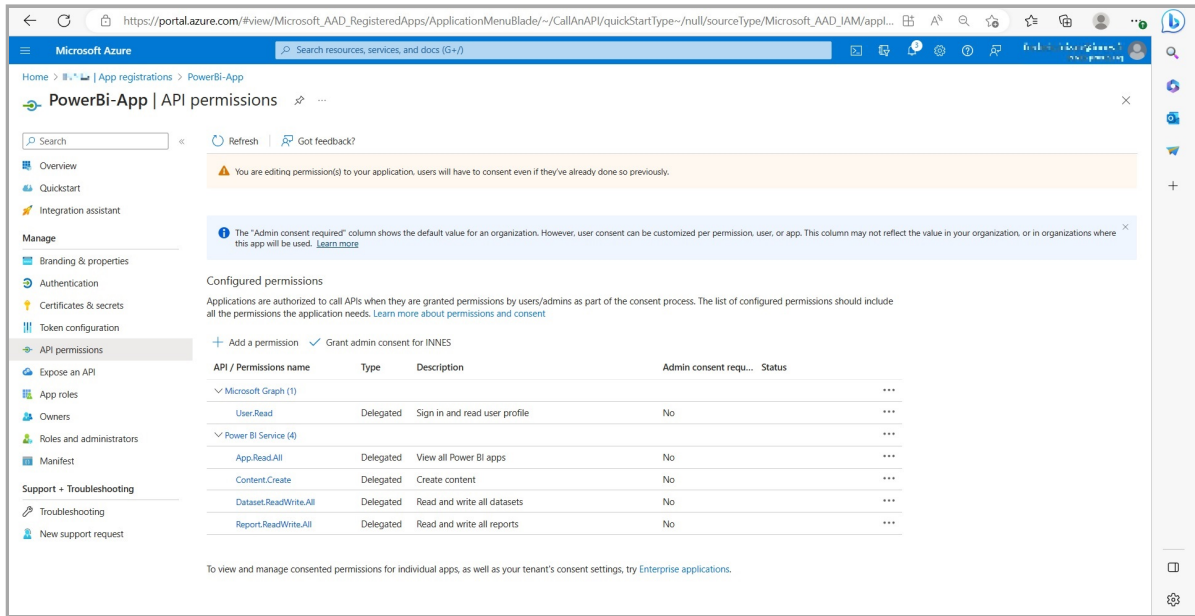 https://portal.azure.com/#view/Microsoft_AAD_RegisteredApps/ApplicationMenuBlade/~/CallAnAPI/quickStartType~/null/sourceType/Microsoft_AAD_IAM/appl...
Microsoft Azure
Search resources, services, and docs (G+/)
3
Home > | App registrations > PowerBi-App
PowerBi-App | API permissions
Search
Refresh
Got feedback?
Overview
Quickstart
Integration assistant
Manage
Branding & properties
Authentication
Certificates & secrets
Token configuration
API permissions
Expose an API
App roles
Owners
Roles and administrators
Manifest
Support + Troubleshooting
Troubleshooting
New support request
You are editing permission(s) to your application, users will have to consent even if they've already done so previously.
The "Admin consent required" column shows the default value for an organization. However, user consent can be customized per permission, user, or app. This column may not reflect the value in your organization, or in organizations where
this app will be used. Learn more
Configured permissions
Applications are authorized to call APIs when they are granted permissions by users/admins as part of the consent process. The list of configured permissions should include
all the permissions the application needs. Learn more about permissions and consent
Add a permission Grant admin consent for INNES
API / Permissions name Type Description Admin consent requ... Status
Microsoft Graph (1)
User.Read Delegated Sign in and read user profile No
Power BI Service (4)
App.Read.All Delegated View all Power BI apps No
Content.Create Delegated Create content No
Dataset.ReadWrite.All Delegated Read and write all datasets No
Report.ReadWrite.All Delegated Read and write all reports No
To view and manage consented permissions for individual apps, as well as your tenant's consent settings, try Enterprise applications.